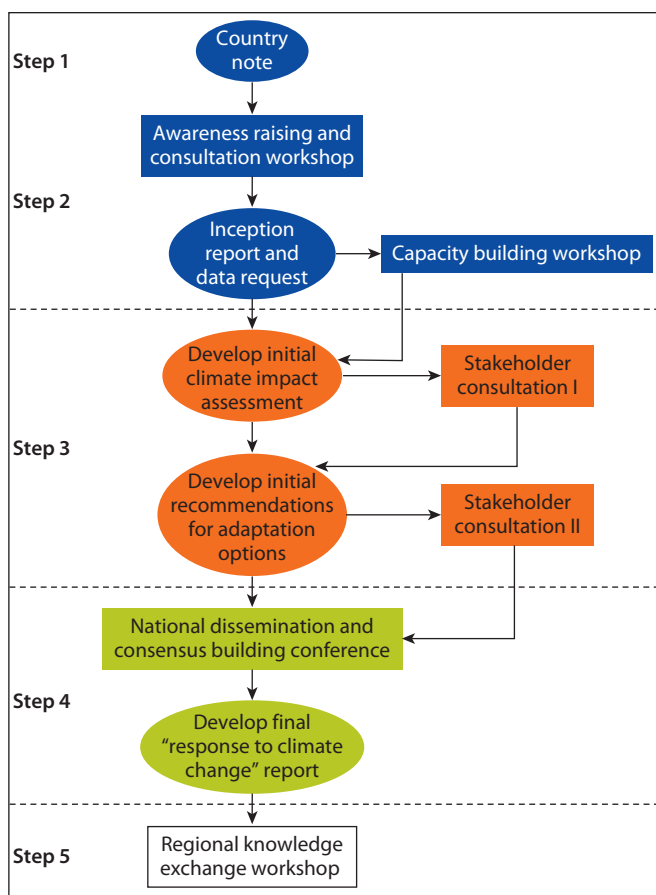 Step 1
Country
note
Awareness raising and
consultation workshop
Step 2
Inception
report and
data request
Capacity building workshop
Develop initial
climate impact
assessment
Stakeholder
consultation I
Step 3
Develop initial
recommendations
for adaptation
options
Stakeholder
consultation II
National dissemination and
consensus building conference
Step 4
Develop final
“response to climate
change” report
Step 5
Regional knowledge
exchange workshop